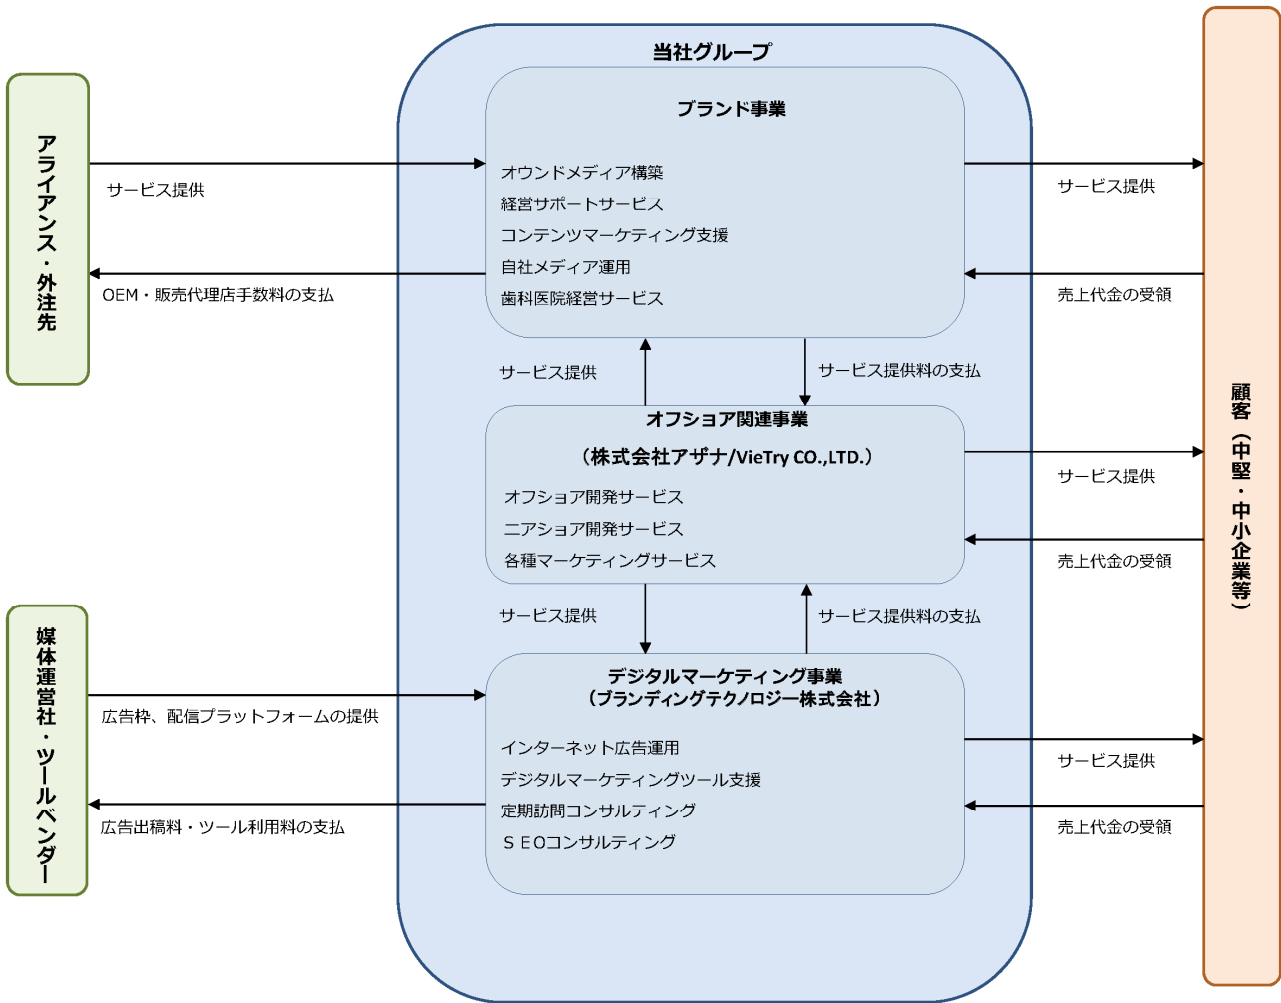 当社グループ
アライアンス・外注先
サービス提供
OEM・販売代理店手数料の支払
ブランド事業
オウンドメディア構築
経営サポートサービス
コンテンツマーケティング支援
自社メディア運用
歯科医院経営サービス
サービス提供
売上代金の受領
サービス提供
サービス提供料の支払
オフショア関連事業
（株式会社アザナ/VieTry CO.,LTD.）
オフショア開発サービス
ニアショア開発サービス
各種マーケティングサービス
サービス提供
売上代金の受領
顧客（中堅・中小企業等）
サービス提供
サービス提供料の支払
媒体運営社・ツールベンダー
広告枠、配信プラットフォームの提供
広告出稿料・ツール利用料の支払
デジタルマーケティング事業
（ブランディングテクノロジー株式会社）
インターネット広告運用
デジタルマーケティングツール支援
定期訪問コンサルティング
ＳＥOコンサルティング
サービス提供
売上代金の受領